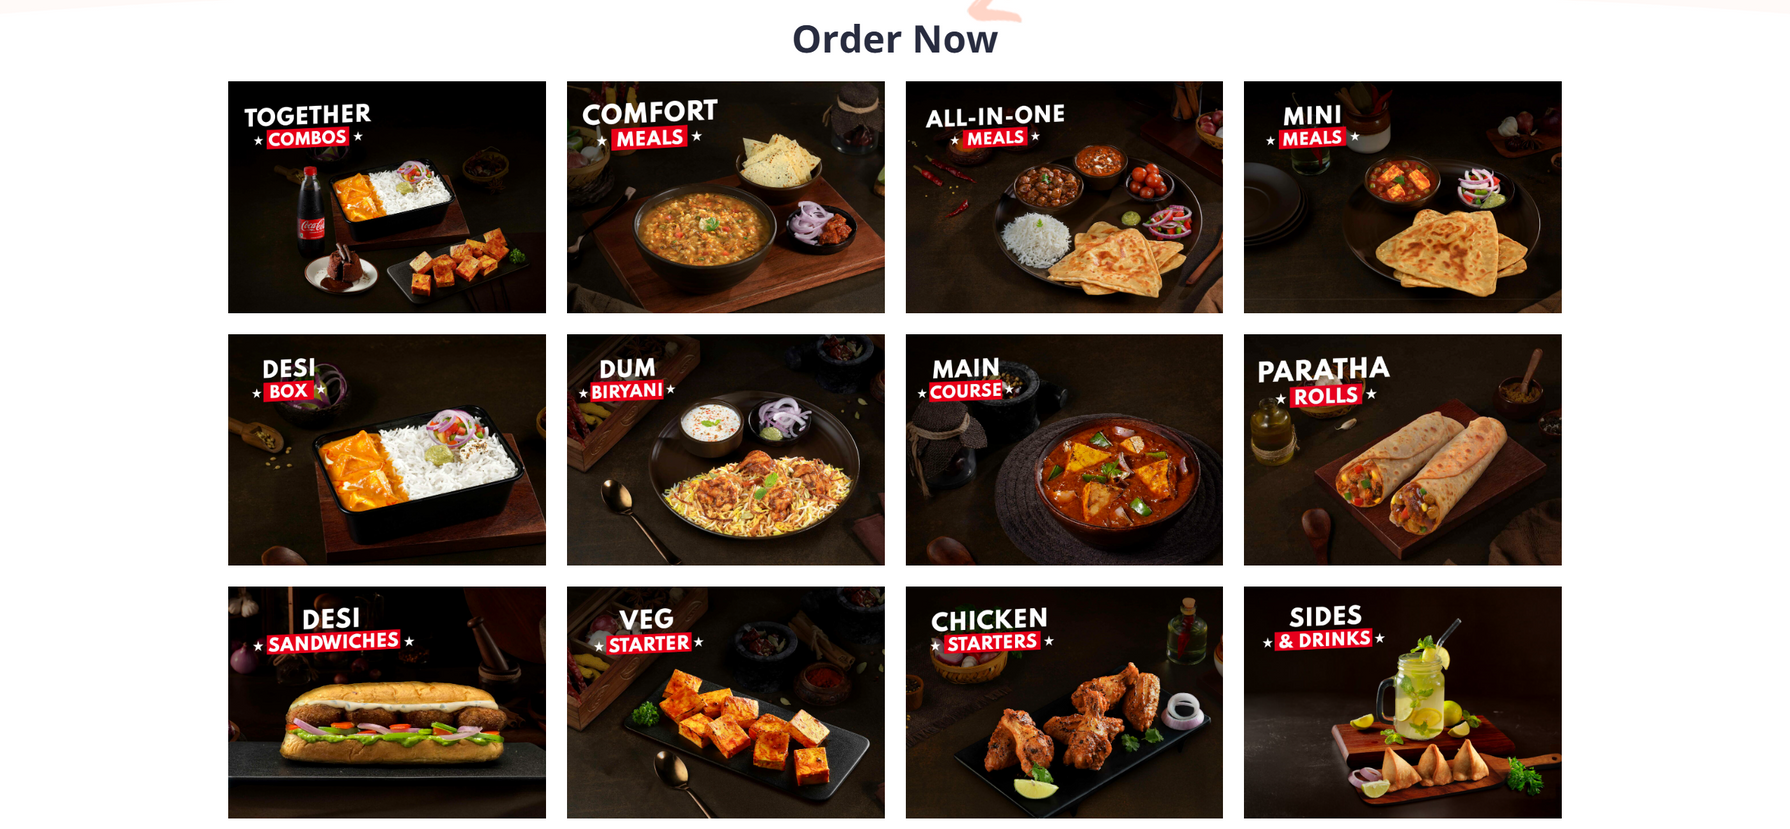 Order Now
TOGETHER
COMBOS
COMFORT
MEALS
ALL-IN-ONE
MEALS
MINI
MEALS
DESI
BOX
DUM
BIRYANI
MAIN
COURSE
PARATHA
ROLLS
DESI
SANDWICHES
VEG
STARTER
CHICKEN
STARTERS
SIDES
& DRINKS
Coca-Cola